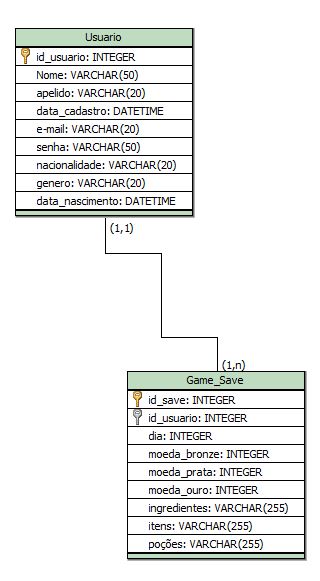 Usuario
id_usuario: INTEGER
Nome: VARCHAR(50)
apelido: VARCHAR(20)
data_cadastro: DATETIME
e-mail: VARCHAR(20)
senha: VARCHAR(50)
nacionalidade: VARCHAR(20)
genero: VARCHAR(20)
data_nascimento: DATETIME
(1,1)
(1,n)
Game_Save
id_save: INTEGER
id_usuario: INTEGER
dia: INTEGER
moeda_bronze: INTEGER
moeda_prata: INTEGER
moeda_ouro: INTEGER
ingredientes: VARCHAR(255)
itens: VARCHAR(255)
poções: VARCHAR(255)